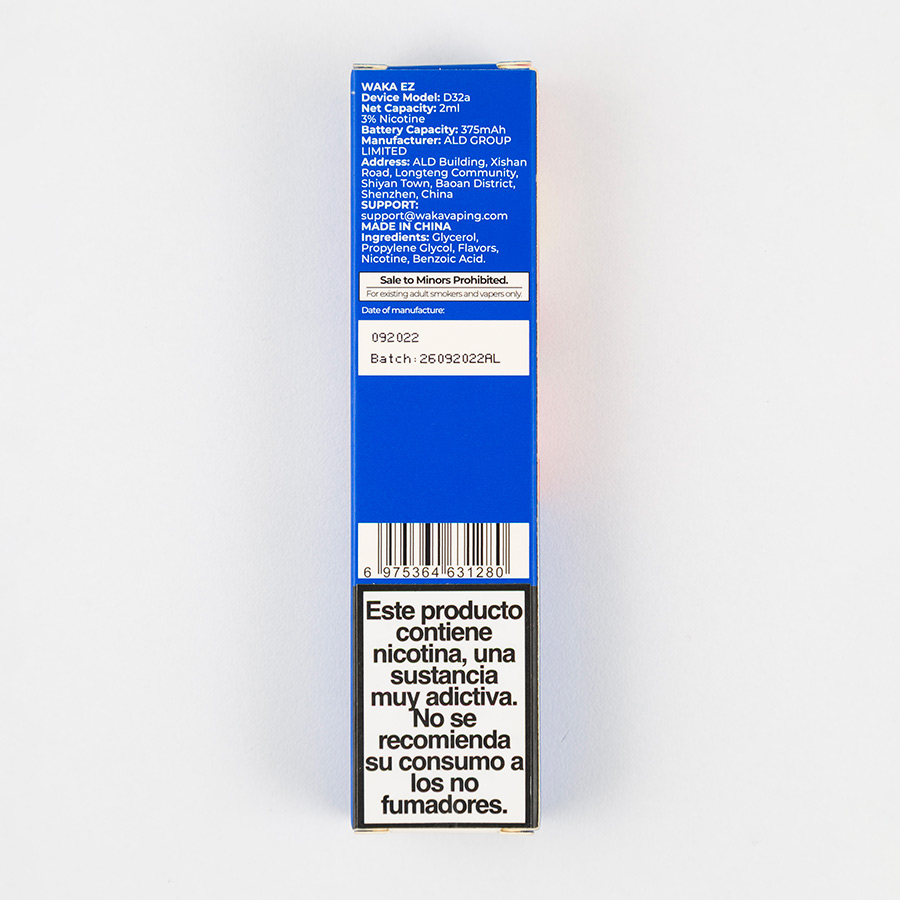 WAKA EZ
Device Model: D32a
Net Capacity: 2ml
3% Nicotine
Battery Capacity: 375mAh
Manufacturer: ALD GROUP
LIMITED
Address: ALD Building, Xishan
Road, Longteng Community,
Shiyan Town, Baoan District,
Shenzhen, China
SUPPORT:
support@wakavaping.com
MADE IN CHINA
Ingredients: Glycerol,
Propylene Glycol, Flavors,
Nicotine, Benzoic Acid.
Sale to Minors Prohibited.
For existing adult smokers and vapers only
Date of manufacture:
092022
Batch:26092022AL
6 975364 631280
Este producto
contiene
nicotina, una
sustancia
muy adictiva.
No se
recomienda
su consumo a
los no
fumadores.